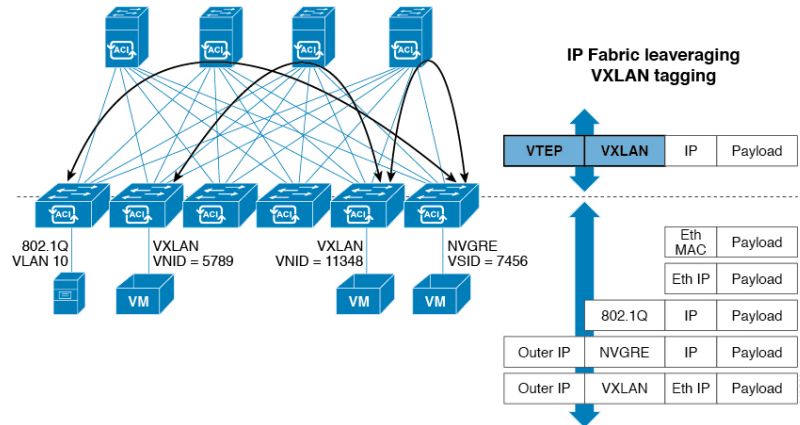 ACI ACI ACI ACI
IP Fabric leaveraging
VXLAN tagging
VTEP VXLAN IP Payload
ACI ACI ACI ACI ACI ACI
802.1Q
VLAN 10
VXLAN
VNID = 5789
VXLAN
VNID = 11348
NVGRE
VSID = 7456
VM VM VM
Eth
MAC
Payload
Eth IP Payload
802.1Q IP Payload
Outer IP NVGRE IP Payload
Outer IP VXLAN Eth IP Payload